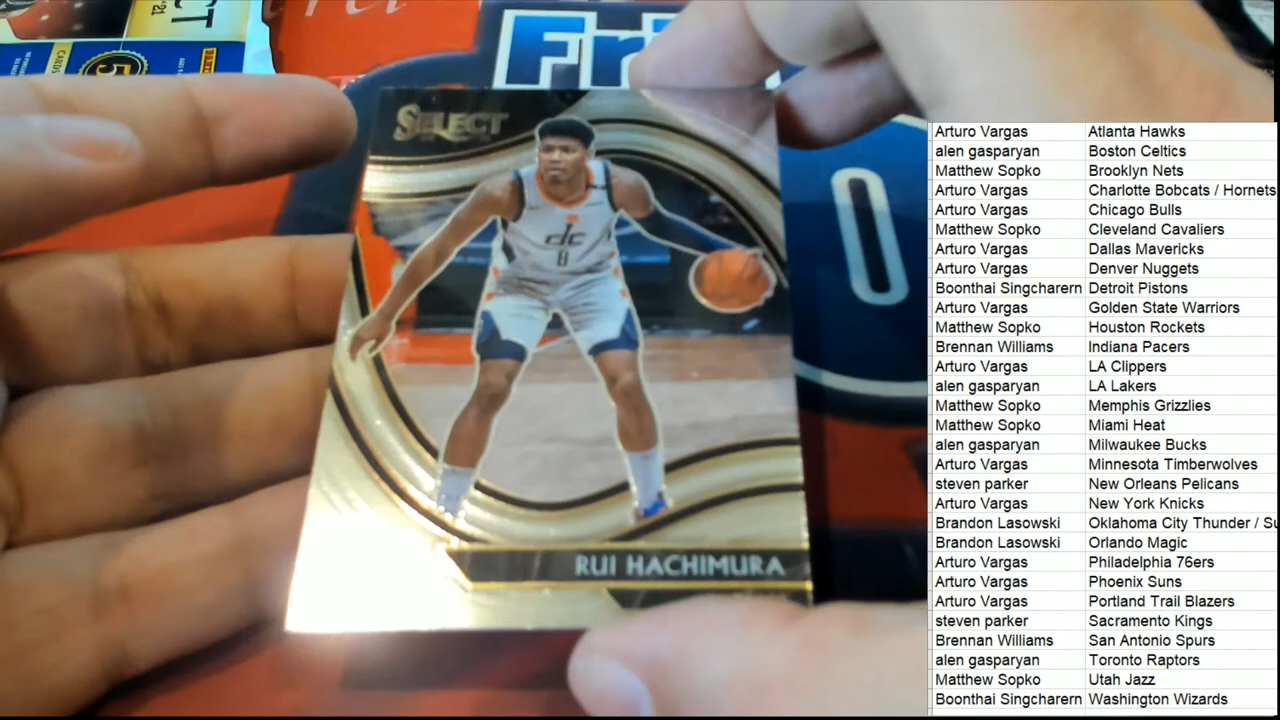 Fri
SELECT
dc
8
RUI HACHIMURA
0
Arturo Vargas Atlanta Hawks
alen gasparyan Boston Celtics
Matthew Sopko Brooklyn Nets
Arturo Vargas Charlotte Bobcats / Hornets
Arturo Vargas Chicago Bulls
Matthew Sopko Cleveland Cavaliers
Arturo Vargas Dallas Mavericks
Arturo Vargas Denver Nuggets
Boonthai Singcharern Detroit Pistons
Arturo Vargas Golden State Warriors
Matthew Sopko Houston Rockets
Brennan Williams Indiana Pacers
Arturo Vargas LA Clippers
alen gasparyan LA Lakers
Matthew Sopko Memphis Grizzlies
Matthew Sopko Miami Heat
alen gasparyan Milwaukee Bucks
Arturo Vargas Minnesota Timberwolves
steven parker New Orleans Pelicans
Arturo Vargas New York Knicks
Brandon Lasowski Oklahoma City Thunder / Su
Brandon Lasowski Orlando Magic
Arturo Vargas Philadelphia 76ers
Arturo Vargas Phoenix Suns
Arturo Vargas Portland Trail Blazers
steven parker Sacramento Kings
Brennan Williams San Antonio Spurs
alen gasparyan Toronto Raptors
Matthew Sopko Utah Jazz
Boonthai Singcharern Washington Wizards